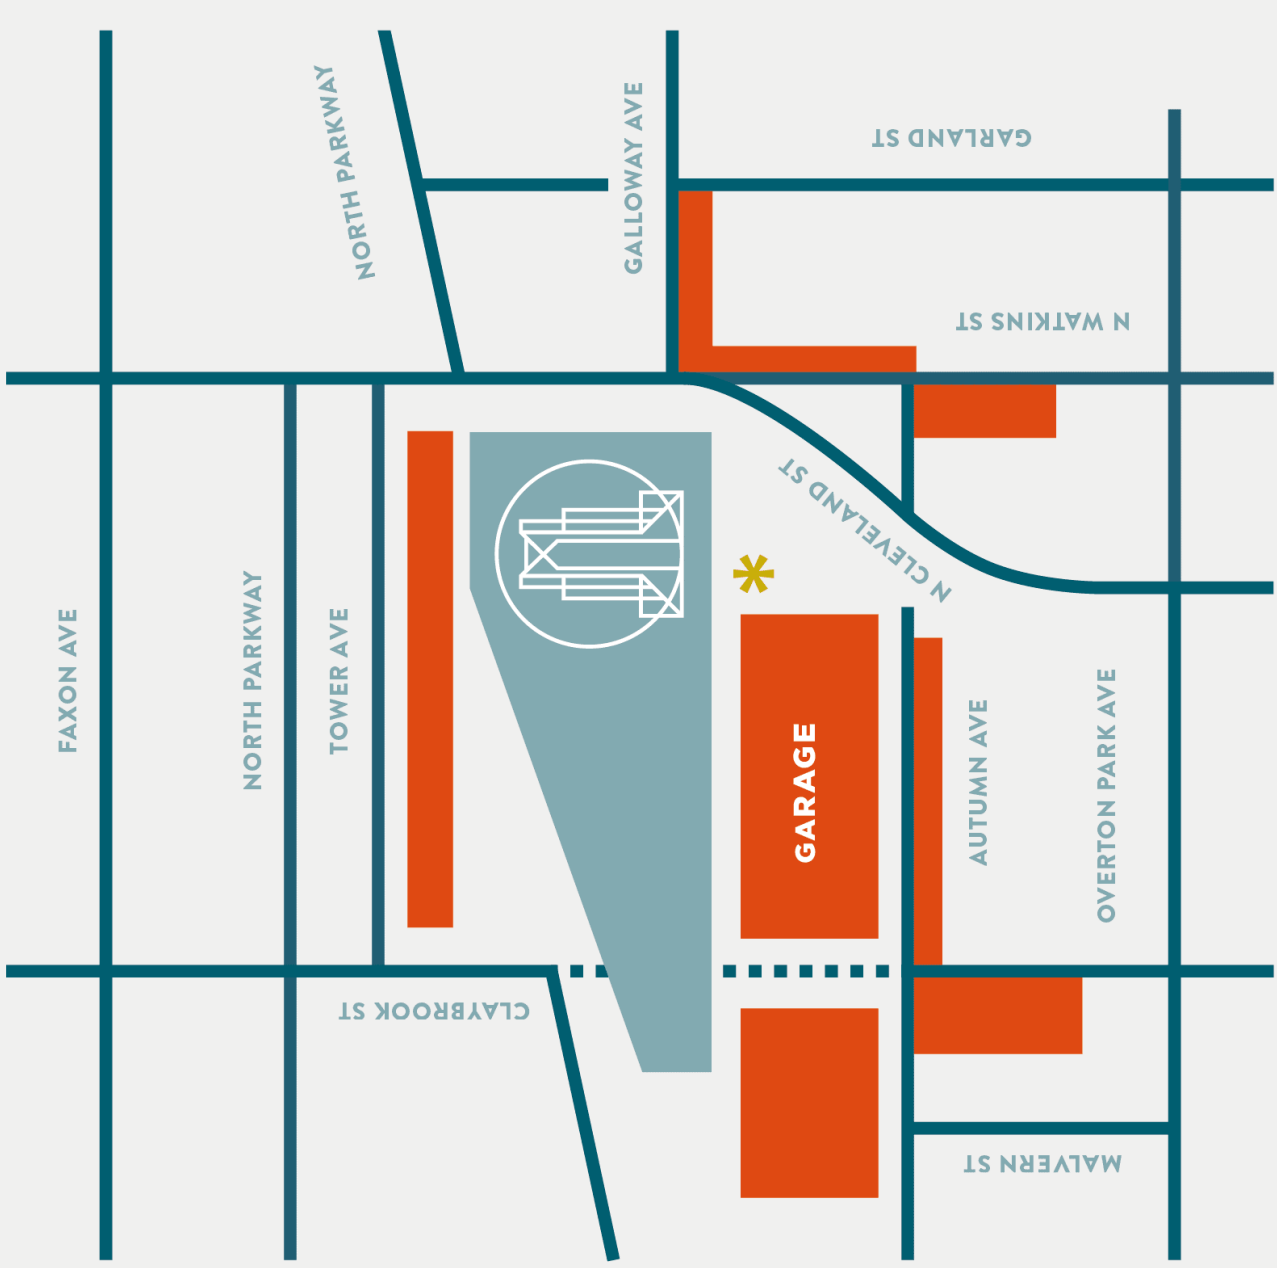 NORTH PARKWAY
GALLOWAY AVE
GARLAND ST
N WATKINS ST
N CLEVELAND ST
FAXON AVE
NORTH PARKWAY
TOWER AVE
GARAGE
AUTUMN AVE
OVERTON PARK AVE
CLAYBROOK ST
MALVERN ST